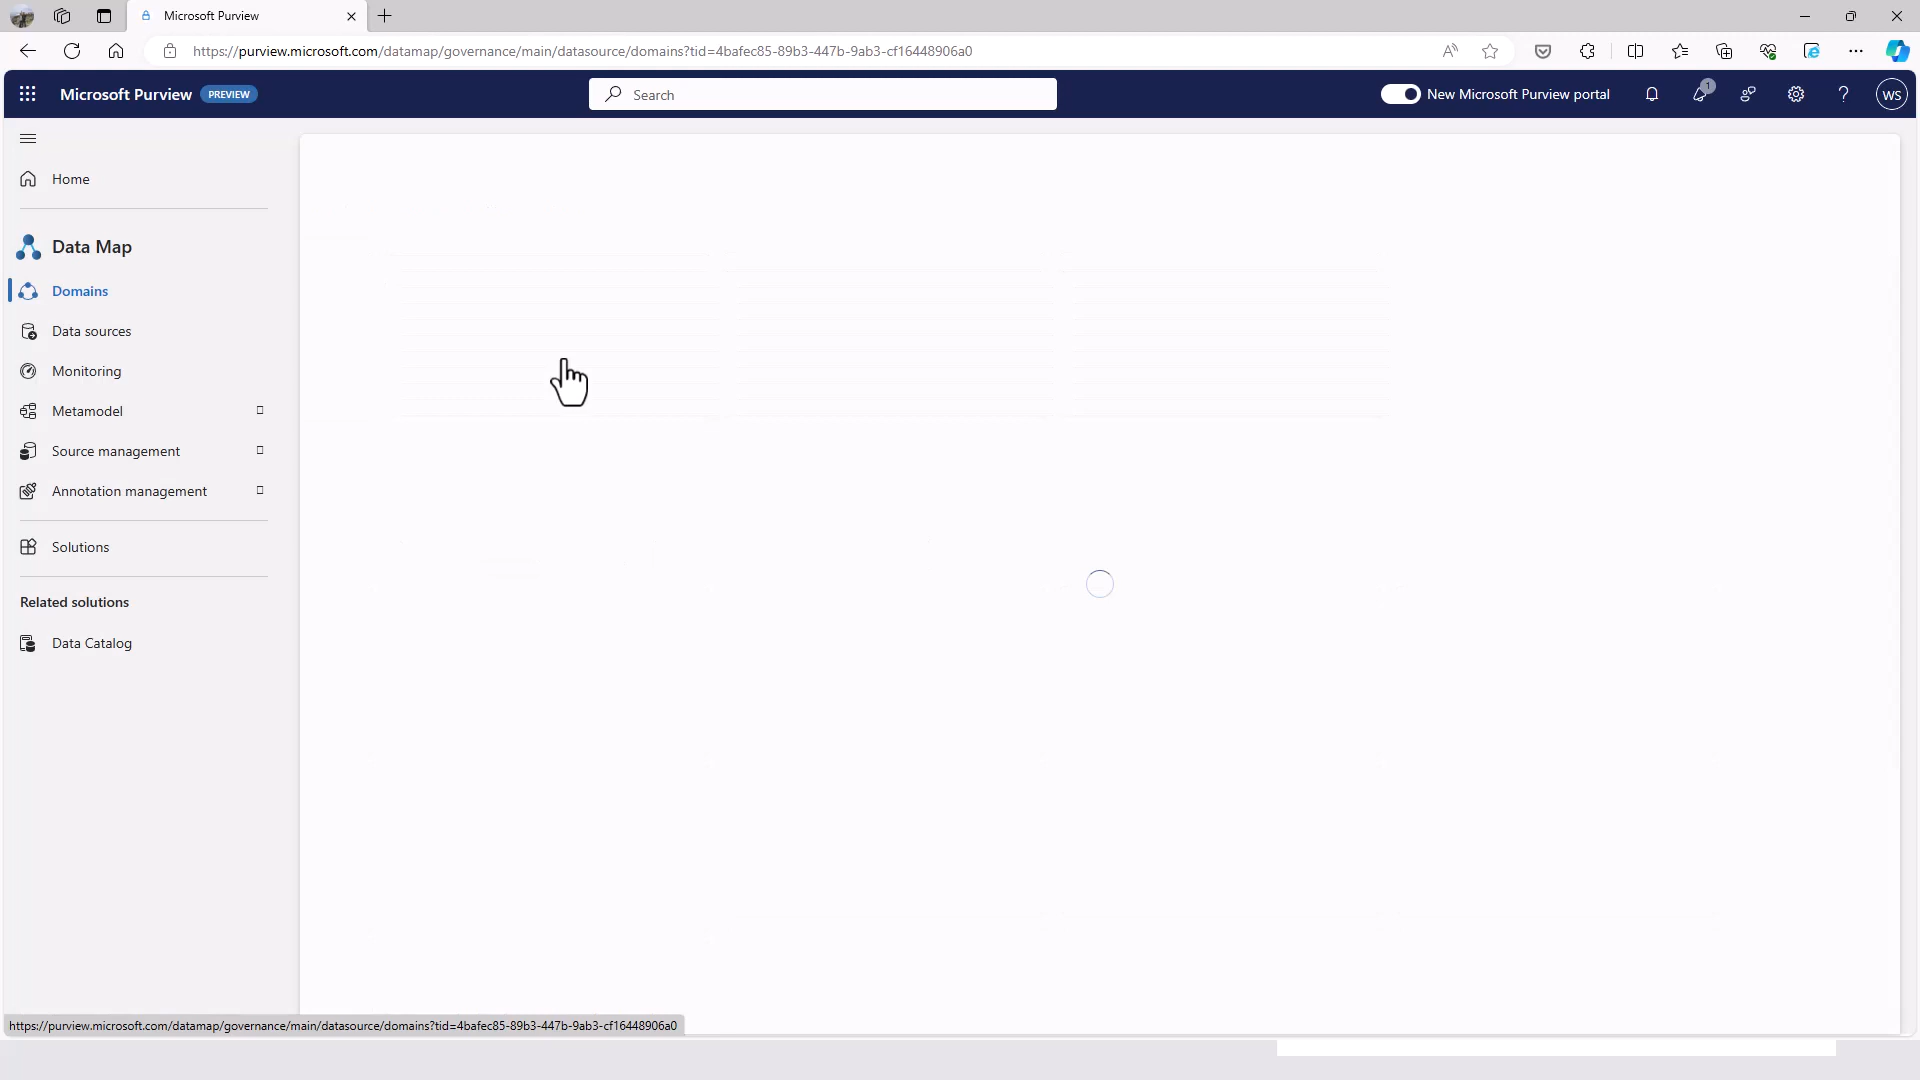 Microsoft Purview
https://purview.microsoft.com/datamap/governance/main/datasource/domains?tid=4bafec85-89b3-447b-9ab3-cf16448906a0
Microsoft Purview PREVIEW
Search
New Microsoft Purview portal
1
WS
Home
Data Map
Domains
Data sources
Monitoring
Metamodel
Source management
Annotation management
Solutions
Related solutions
Data Catalog
https://purview.microsoft.com/datamap/governance/main/datasource/domains?tid=4bafec85-89b3-447b-9ab3-cf16448906a0